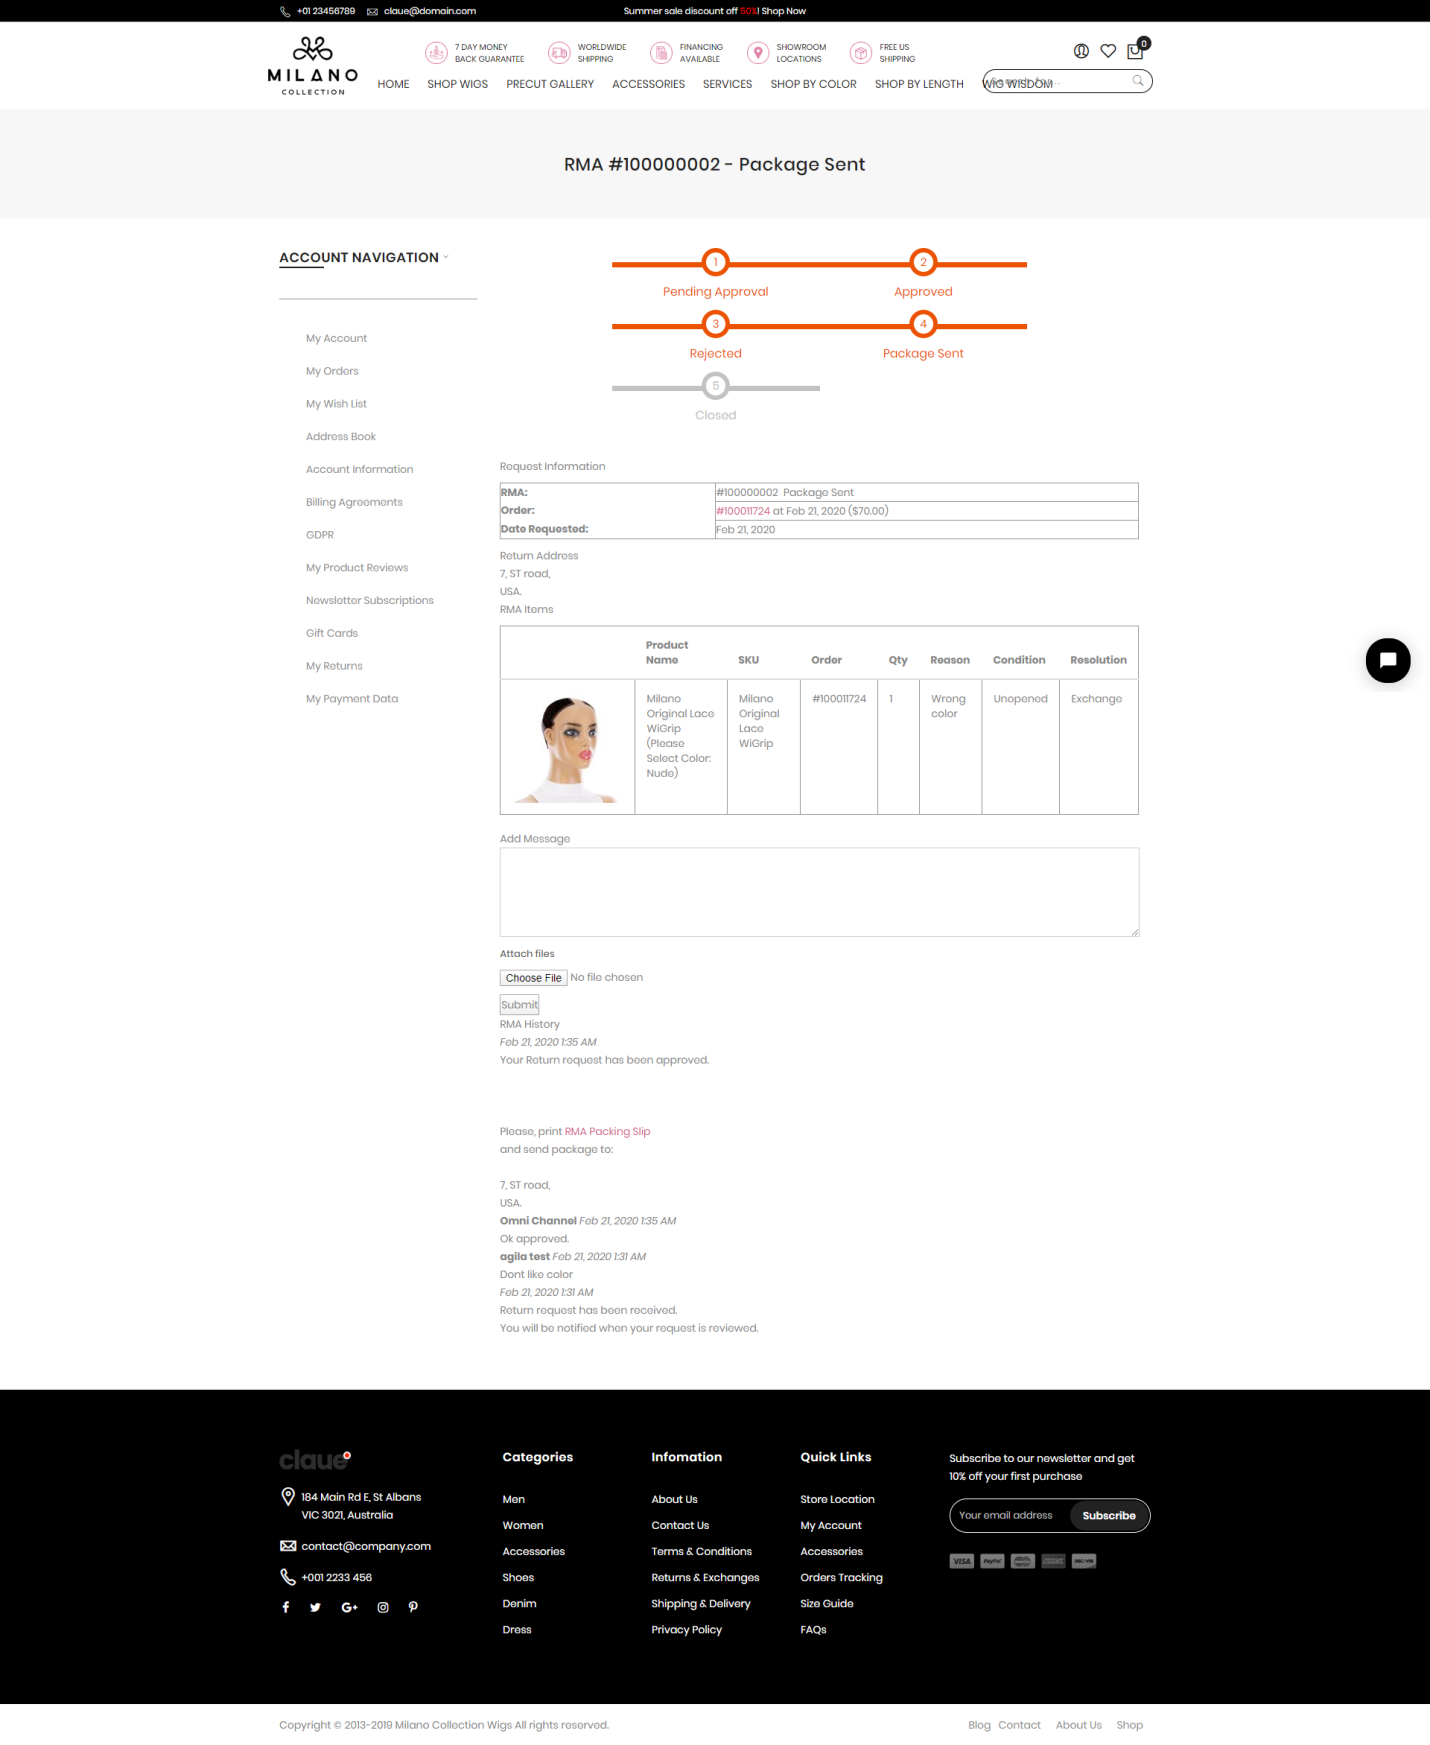 +01 23456789 claue@domain.com Summer sale discount off 50%! Shop Now
MILANO
COLLECTION
7 DAY MONEY
BACK GUARANTEE
WORLDWIDE
SHIPPING
FINANCING
AVAILABLE
SHOWROOM
LOCATIONS
FREE US
SHIPPING
0
HOME SHOP WIGS PRECUT GALLERY ACCESSORIES SERVICES SHOP BY COLOR SHOP BY LENGTH WIG WISDOM
Search for...
RMA #100000002 - Package Sent
ACCOUNT NAVIGATION
My Account
My Orders
My Wish List
Address Book
Account Information
Billing Agreements
GDPR
My Product Reviews
Newsletter Subscriptions
Gift Cards
My Returns
My Payment Data
1 2
Pending Approval Approved
3 4
Rejected Package Sent
5
Closed
Request Information
RMA: #100000002 Package Sent
Order: #100011724 at Feb 21, 2020 ($70.00)
Date Requested: Feb 21, 2020
Return Address
7, ST road,
USA.
RMA Items
Product
Name SKU Order Qty Reason Condition Resolution
Milano
Original Lace
WiGrip
(Please
Select Color:
Nude)
Milano
Original
Lace
WiGrip
#100011724
1
Wrong
color
Unopened
Exchange
Add Message
Attach files
Choose File No file chosen
Submit
RMA History
Feb 21, 2020 1:35 AM
Your Return request has been approved.
Please, print RMA Packing Slip
and send package to:
7, ST road,
USA.
Omni Channel Feb 21, 2020 1:35 AM
Ok approved.
agila test Feb 21, 2020 1:31 AM
Dont like color
Feb 21, 2020 1:31 AM
Return request has been received.
You will be notified when your request is reviewed.
claue
184 Main Rd E, St Albans
VIC 3021, Australia
contact@company.com
+001 2233 456
Categories
Men
Women
Accessories
Shoes
Denim
Dress
Infomation
About Us
Contact Us
Terms & Conditions
Returns & Exchanges
Shipping & Delivery
Privacy Policy
Quick Links
Store Location
My Account
Accessories
Orders Tracking
Size Guide
FAQs
Subscribe to our newsletter and get
10% off your first purchase
Your email address Subscribe
VISA PayPal
Copyright © 2013-2019 Milano Collection Wigs All rights reserved.
Blog Contact About Us Shop